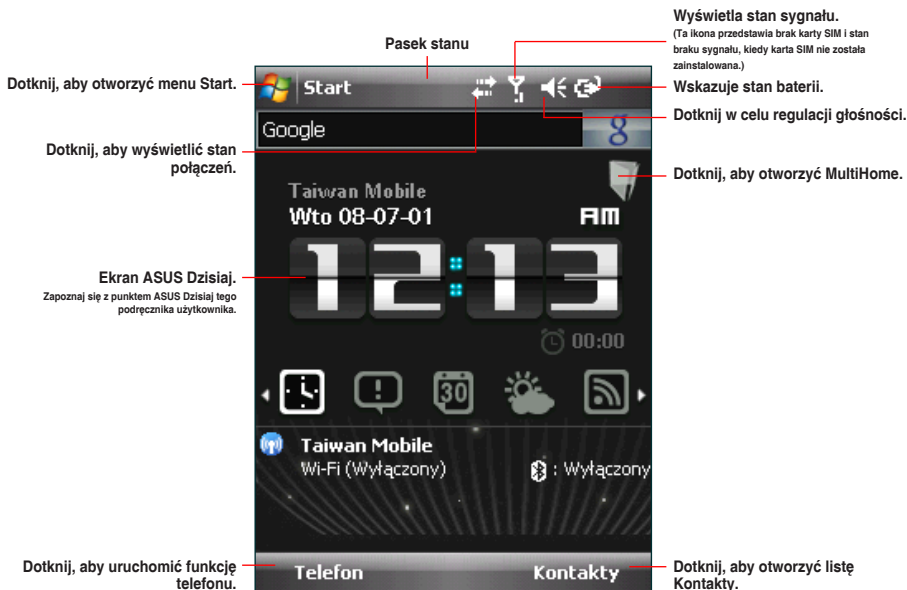 Wyświetla stan sygnału.
(Ta ikona przedstawia brak karty SIM i stan
braku sygnału, kiedy karta SIM nie została
zainstalowana.)
Pasek stanu
Dotknij, aby otworzyć menu Start.
Start
Wskazuje stan baterii.
Dotknij w celu regulacji głośności.
Google
g
Dotknij, aby wyświetlić stan
połączeń.
Dotknij, aby otworzyć MultiHome.
Taiwan Mobile
Wto 08-07-01
AM
12:13
Ekran ASUS Dzisiaj.
Zapoznaj się z punktem ASUS Dzisiaj tego
podręcznika użytkownika.
00:00
30
Taiwan Mobile
Wi-Fi (Wyłączony)
: Wyłączony
Dotknij, aby uruchomić funkcję
telefonu.
Telefon
Kontakty
Dotknij, aby otworzyć listę
Kontakty.